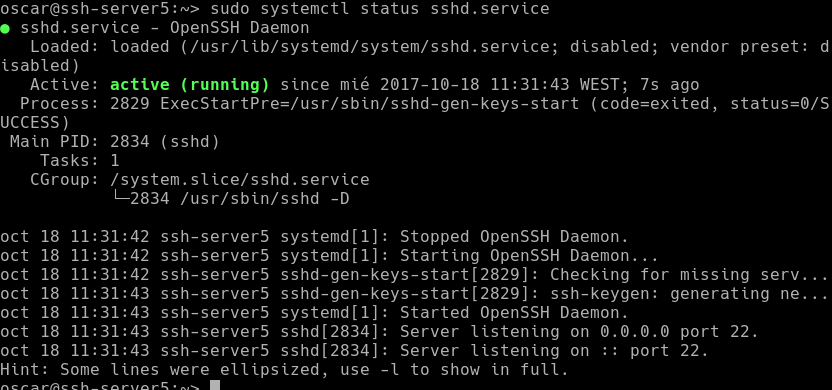 oscar@ssh-server5:~> sudo systemctl status sshd.service
● sshd.service - OpenSSH Daemon
   Loaded: loaded (/usr/lib/systemd/system/sshd.service; disabled; vendor preset: d
isabled)
   Active: active (running) since mié 2017-10-18 11:31:43 WEST; 7s ago
  Process: 2829 ExecStartPre=/usr/sbin/sshd-gen-keys-start (code=exited, status=0/S
UCCESS)
 Main PID: 2834 (sshd)
    Tasks: 1
   CGroup: /system.slice/sshd.service
           └─2834 /usr/sbin/sshd -D

oct 18 11:31:42 ssh-server5 systemd[1]: Stopped OpenSSH Daemon.
oct 18 11:31:42 ssh-server5 systemd[1]: Starting OpenSSH Daemon...
oct 18 11:31:42 ssh-server5 sshd-gen-keys-start[2829]: Checking for missing serv...
oct 18 11:31:43 ssh-server5 sshd-gen-keys-start[2829]: ssh-keygen: generating ne...
oct 18 11:31:43 ssh-server5 systemd[1]: Started OpenSSH Daemon.
oct 18 11:31:43 ssh-server5 sshd[2834]: Server listening on 0.0.0.0 port 22.
oct 18 11:31:43 ssh-server5 sshd[2834]: Server listening on :: port 22.
Hint: Some lines were ellipsized, use -l to show in full.
oscar@ssh-server5:~>